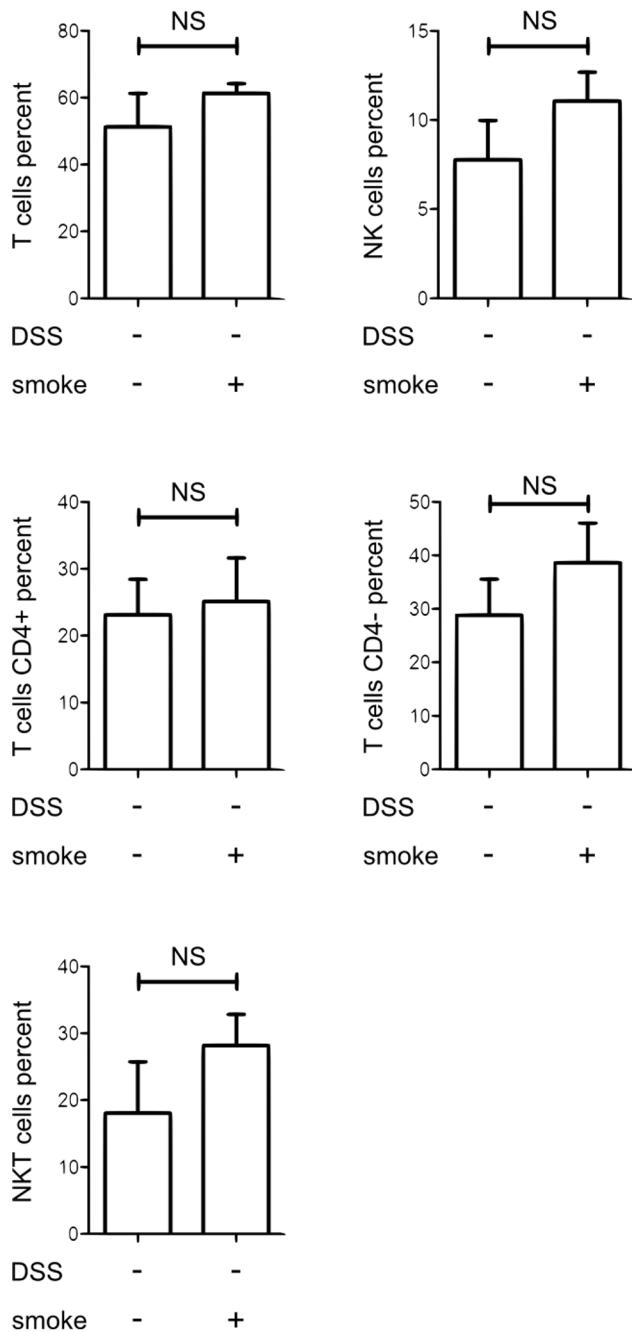 NS
T cells percent
80
60
40
20
0
DSS - -
smoke - +
NS
NK cells percent
15
10
5
0
DSS - -
smoke - +
NS
T cells CD4+ percent
40
30
20
10
0
DSS - -
smoke - +
NS
T cells CD4- percent
50
40
30
20
10
0
DSS - -
smoke - +
NS
NKT cells percent
40
30
20
10
0
DSS - -
smoke - +